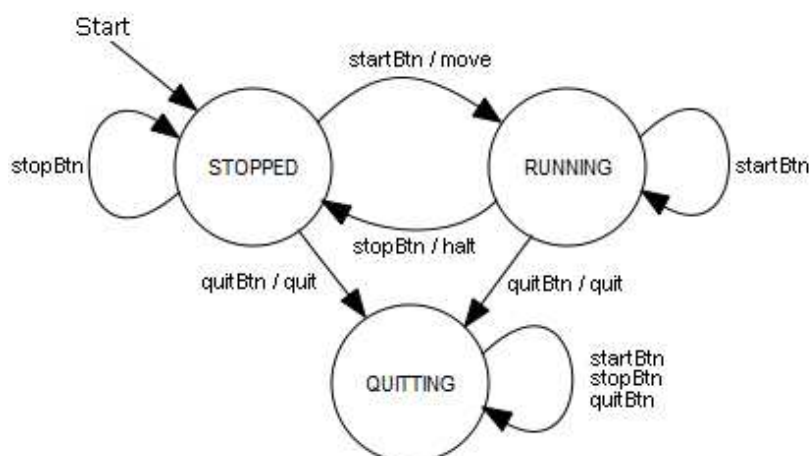 Start
startBtn / move
stopBtn
STOPPED
RUNNING
startBtn
stopBtn / halt
quitBtn / quit
quitBtn / quit
QUITTING
startBtn
stopBtn
quitBtn